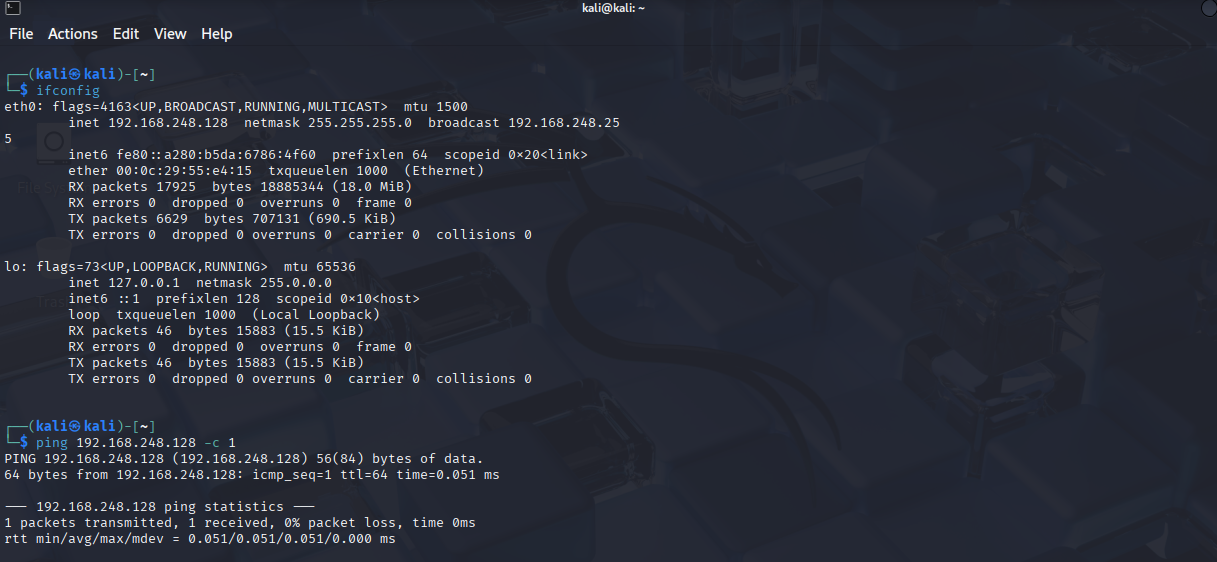 kali@kali: ~
File Actions Edit View Help
┌──(kali㉿kali)-[~]
└─$ ifconfig
eth0: flags=4163<UP,BROADCAST,RUNNING,MULTICAST>  mtu 1500
        inet 192.168.248.128  netmask 255.255.255.0  broadcast 192.168.248.25
5
        inet6 fe80::a280:b5da:6786:4f60  prefixlen 64  scopeid 0×20<link>
        ether 00:0c:29:55:e4:15  txqueuelen 1000  (Ethernet)
        RX packets 17925  bytes 18885344 (18.0 MiB)
        RX errors 0  dropped 0  overruns 0  frame 0
        TX packets 6629  bytes 707131 (690.5 KiB)
        TX errors 0  dropped 0 overruns 0  carrier 0  collisions 0
lo: flags=73<UP,LOOPBACK,RUNNING>  mtu 65536
        inet 127.0.0.1  netmask 255.0.0.0
        inet6 ::1  prefixlen 128  scopeid 0×10<host>
        loop  txqueuelen 1000  (Local Loopback)
        RX packets 46  bytes 15883 (15.5 KiB)
        RX errors 0  dropped 0  overruns 0  frame 0
        TX packets 46  bytes 15883 (15.5 KiB)
        TX errors 0  dropped 0 overruns 0  carrier 0  collisions 0
┌──(kali㉿kali)-[~]
└─$ ping 192.168.248.128 -c 1
PING 192.168.248.128 (192.168.248.128) 56(84) bytes of data.
64 bytes from 192.168.248.128: icmp_seq=1 ttl=64 time=0.051 ms
--- 192.168.248.128 ping statistics ---
1 packets transmitted, 1 received, 0% packet loss, time 0ms
rtt min/avg/max/mdev = 0.051/0.051/0.051/0.000 ms